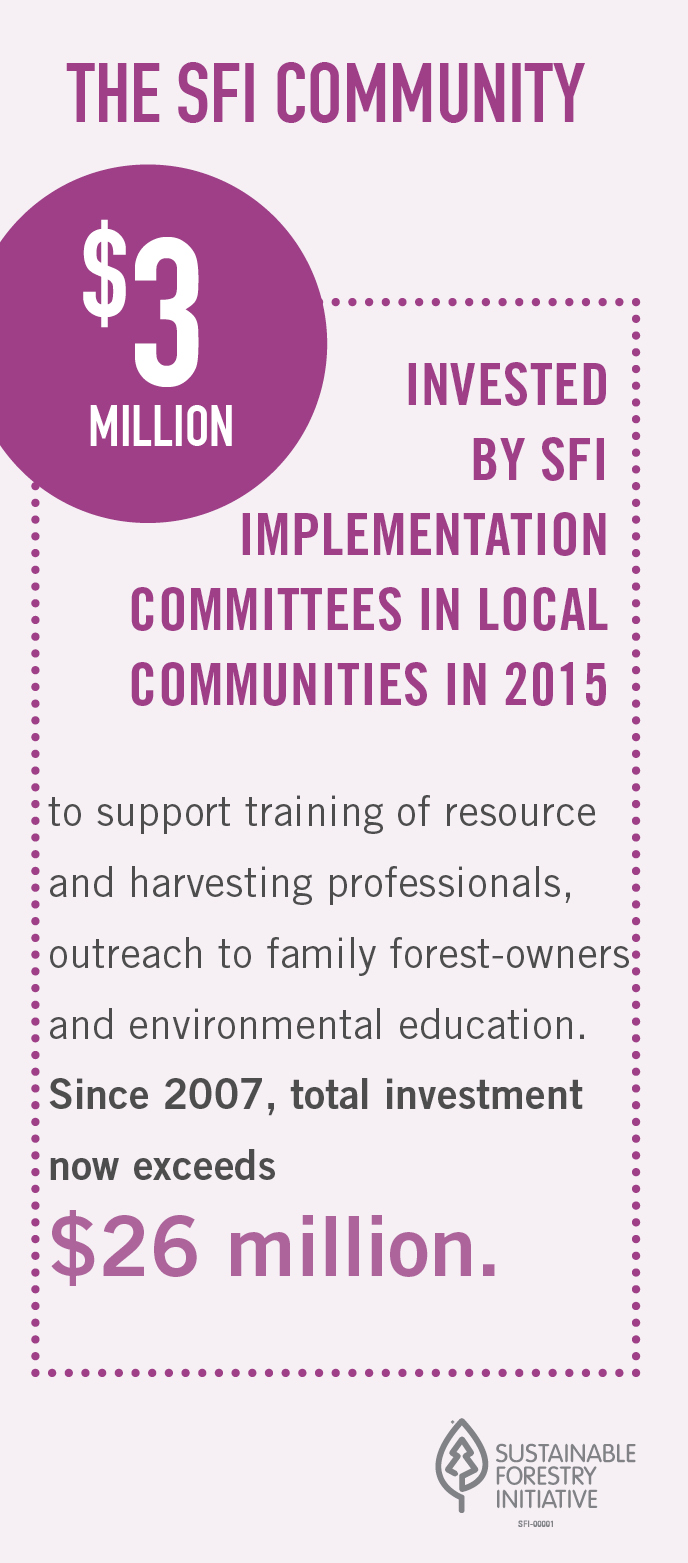 THE SFI COMMUNITY
$3
MILLION
INVESTED
BY SFI
IMPLEMENTATION
COMMITTEES IN LOCAL
COMMUNITIES IN 2015
to support training of resource
and harvesting professionals,
outreach to family forest-owners
and environmental education.
Since 2007, total investment
now exceeds
$26 million.
SUSTAINABLE
FORESTRY
INITIATIVE
SFI-00001